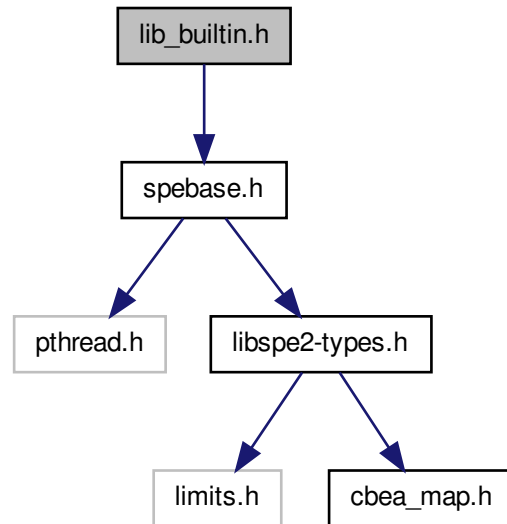 lib_builtin.h
spebase.h
pthread.h
libspe2-types.h
limits.h
cbea_map.h